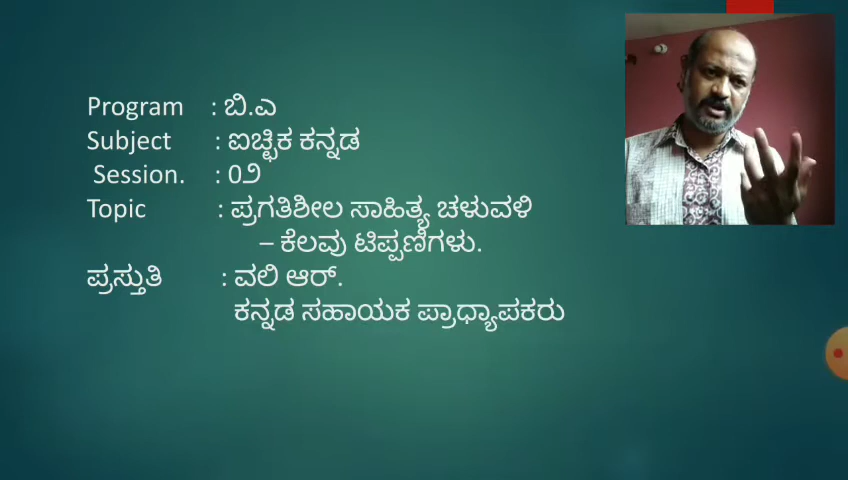 Program : ಬಿ.ಎ
Subject : ಐಚ್ಛಿಕ ಕನ್ನಡ
Session. : 0೨
Topic : ಪ್ರಗತಿಶೀಲ ಸಾಹಿತ್ಯ ಚಳುವಳಿ
– ಕೆಲವು ಟಿಪ್ಪಣಿಗಳು.
ಪ್ರಸ್ತುತಿ : ವಲಿ ಆರ್.
ಕನ್ನಡ ಸಹಾಯಕ ಪ್ರಾಧ್ಯಾಪಕರು